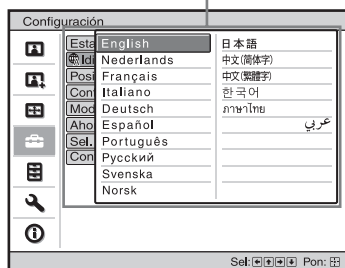 Configuración
Esta
Idi
Posi
Con
Mod
Aho
Sel.
Con
English
Nederlands
Français
Italiano
Deutsch
Español
Português
Русский
Svenska
Norsk
日本語
中文(简体字)
中文(繁體字)
한국어
ภาษาไทย
عربي
Sel: Pon: